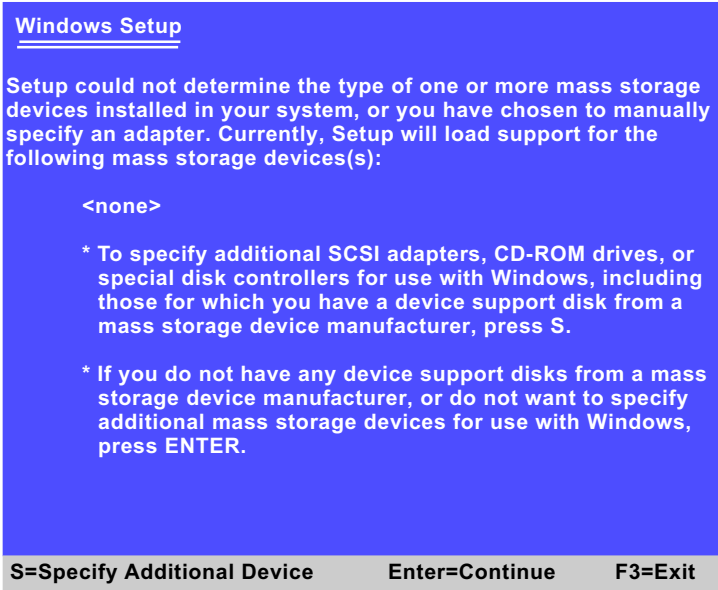 Windows Setup
Setup could not determine the type of one or more mass storage
devices installed in your system, or you have chosen to manually
specify an adapter. Currently, Setup will load support for the
following mass storage devices(s):
<none>
* To specify additional SCSI adapters, CD-ROM drives, or
special disk controllers for use with Windows, including
those for which you have a device support disk from a
mass storage device manufacturer, press S.
* If you do not have any device support disks from a mass
storage device manufacturer, or do not want to specify
additional mass storage devices for use with Windows,
press ENTER.
S=Specify Additional Device Enter=Continue F3=Exit